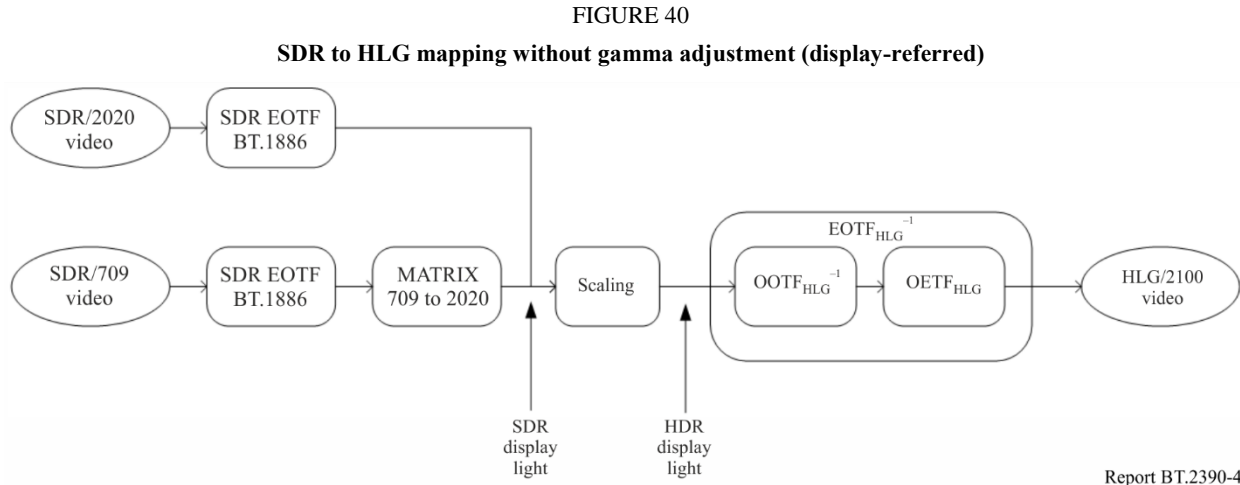 FIGURE 40
SDR to HLG mapping without gamma adjustment (display-referred)
SDR/2020
video
SDR EOTF
BT.1886
SDR/709
video
SDR EOTF
BT.1886
MATRIX
709 to 2020
Scaling
EOTF_HLG^–1
OOTF_HLG^–1
OETF_HLG
HLG/2100
video
SDR
display
light
HDR
display
light
Report BT.2390-4